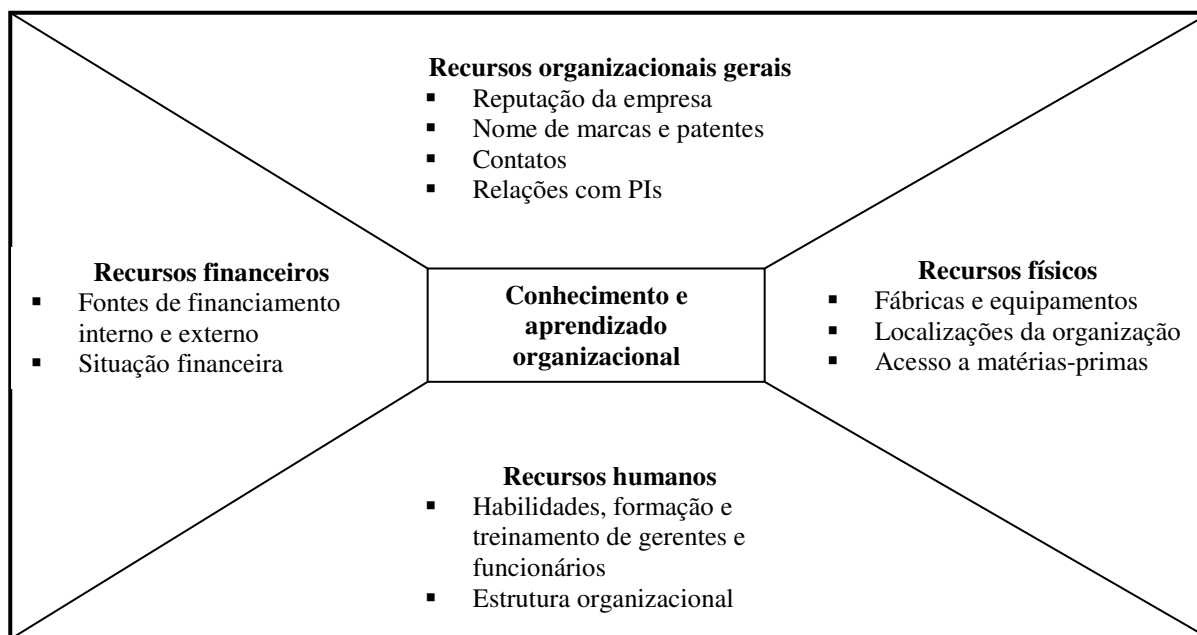 Recursos organizacionais gerais
▪ Reputação da empresa
▪ Nome de marcas e patentes
▪ Contatos
▪ Relações com PIs
Recursos financeiros
▪ Fontes de financiamento
interno e externo
▪ Situação financeira
Conhecimento e
aprendizado
organizacional
Recursos físicos
▪ Fábricas e equipamentos
▪ Localizações da organização
▪ Acesso a matérias-primas
Recursos humanos
▪ Habilidades, formação e
treinamento de gerentes e
funcionários
▪ Estrutura organizacional